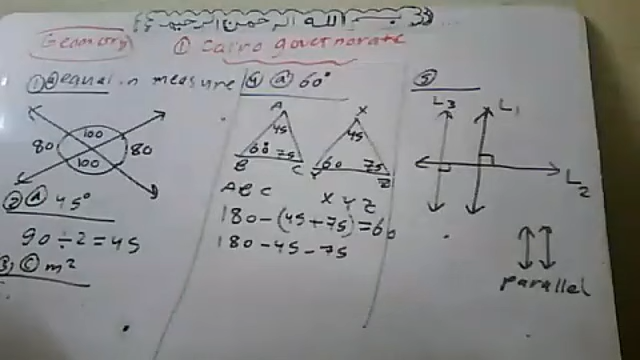 بسم الله الرحمن الرحيم
Geometry
① Cairo governorate
① ⓓ equal in measure
100
80
80
100
② ⓐ 45°
90 ÷ 2 = 45
3, ⓒ m²
④ ⓐ 60°
A
45
60
75
B
C
X
45
60
75
Y
Z
A B C
X Y Z
180 - (45 + 75) = 60
180 - 45 - 75
⑤
L3
L1
L2
parallel